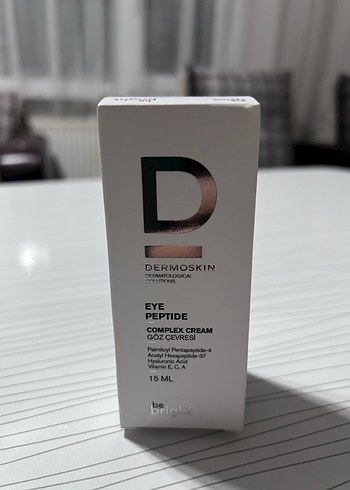 D
DERMOSKIN
DERMATOLOGICAL
SOLUTIONS
EYE
PEPTIDE
COMPLEX CREAM
GÖZ ÇEVRESİ
Palmitoyl Pentapeptide-4
Acetyl Hexapeptide-37
Hyaluronic Acid
Vitamin E, C, A
15 ML
be
bright